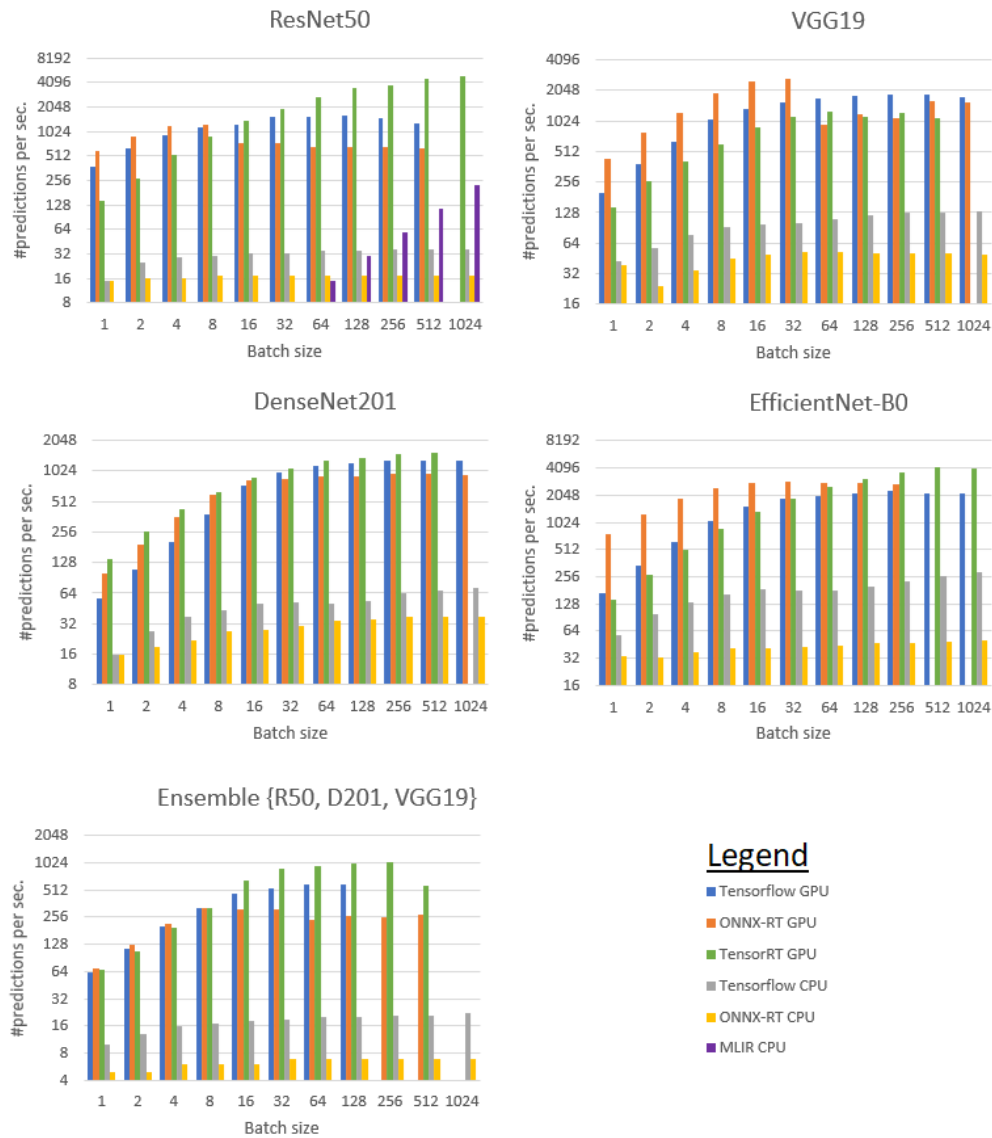 ResNet50
8192
4096
2048
1024
512
256
128
64
32
16
8
#predictions per sec.
1 2 4 8 16 32 64 128 256 512 1024
Batch size
VGG19
4096
2048
1024
512
256
128
64
32
16
#predictions per sec.
1 2 4 8 16 32 64 128 256 512 1024
Batch size
DenseNet201
2048
1024
512
256
128
64
32
16
8
#predictions per sec.
1 2 4 8 16 32 64 128 256 512 1024
Batch size
EfficientNet-B0
8192
4096
2048
1024
512
256
128
64
32
16
#predictions per sec.
1 2 4 8 16 32 64 128 256 512 1024
Batch size
Ensemble {R50, D201, VGG19}
2048
1024
512
256
128
64
32
16
8
4
#predictions per sec.
1 2 4 8 16 32 64 128 256 512 1024
Batch size
Legend
Tensorflow GPU
ONNX-RT GPU
TensorRT GPU
Tensorflow CPU
ONNX-RT CPU
MLIR CPU